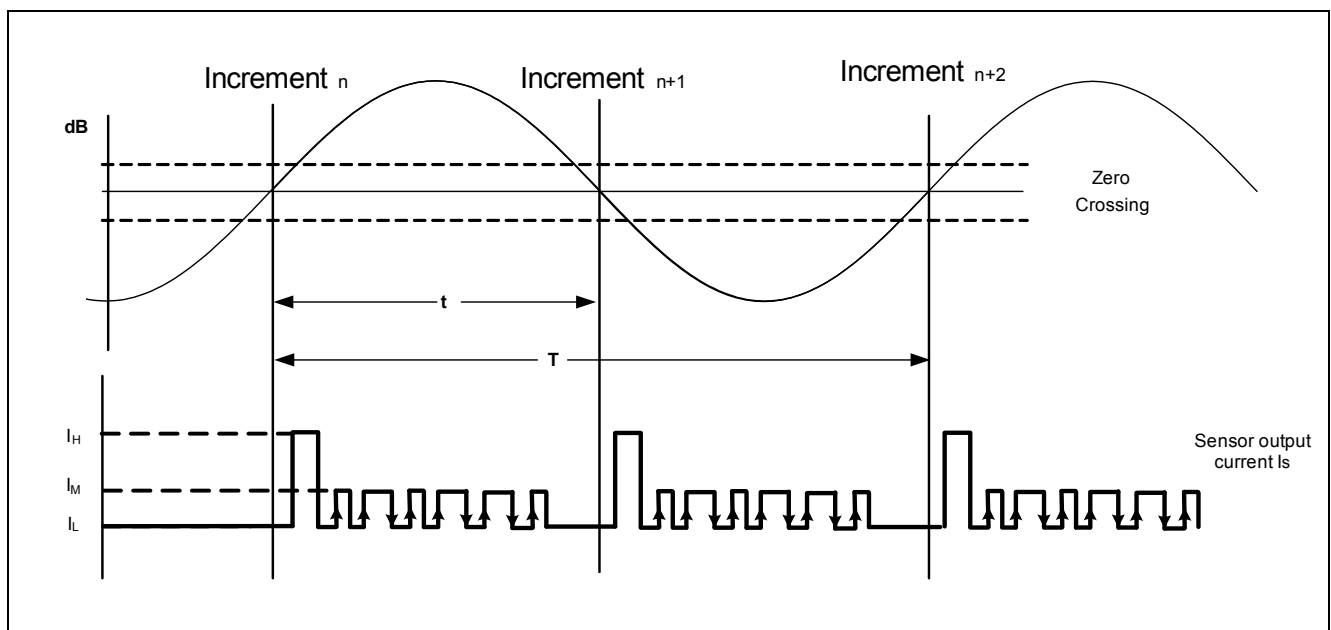 Increment n
Increment n+1
Increment n+2
dB
Zero
Crossing
t
T
IH
IM
IL
Sensor output
current Is